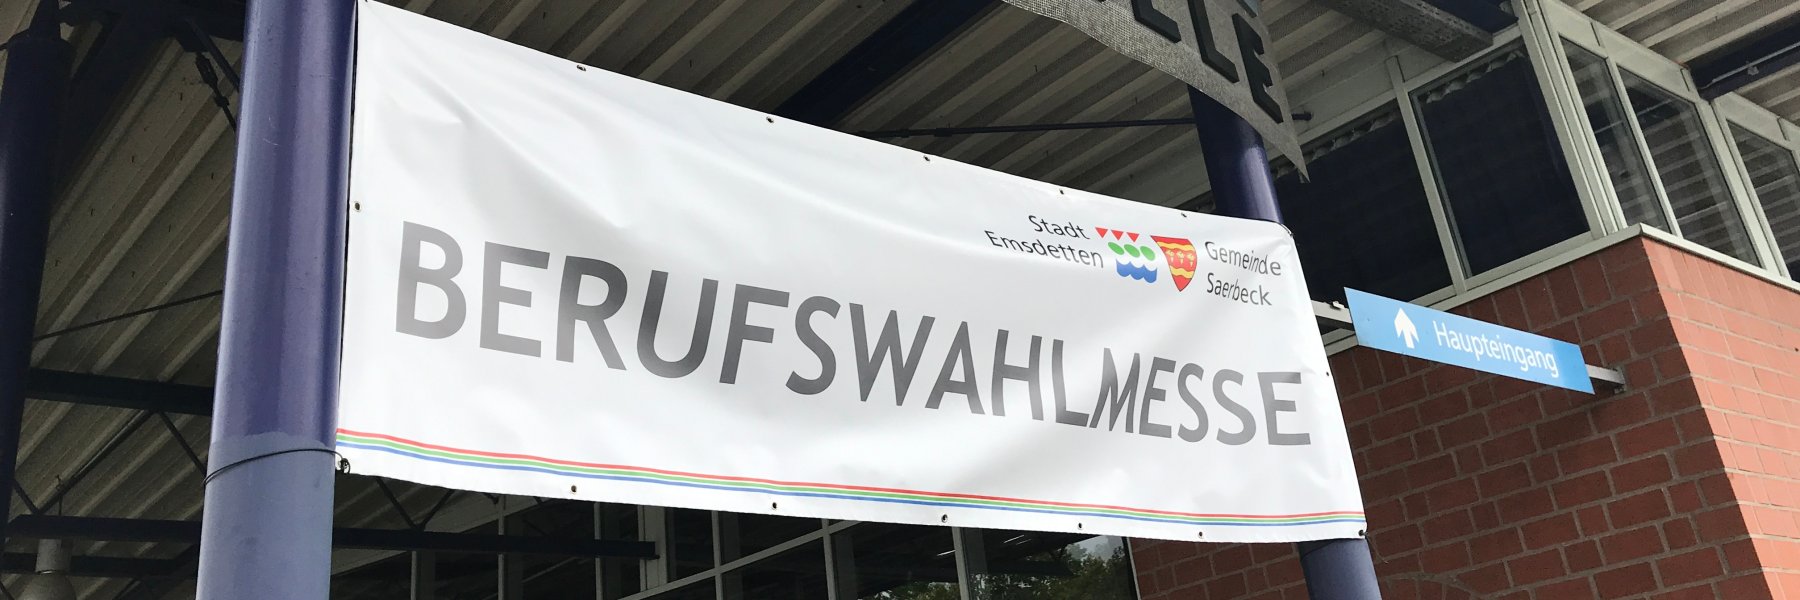 Stadt
Emsdetten
Gemeinde
Saerbeck
BERUFSWAHLMESSE
Haupteingang